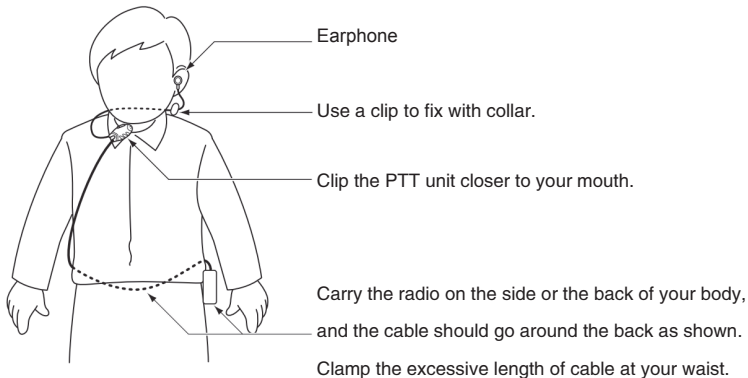 Earphone
Use a clip to fix with collar.
Clip the PTT unit closer to your mouth.
Carry the radio on the side or the back of your body,
and the cable should go around the back as shown.
Clamp the excessive length of cable at your waist.